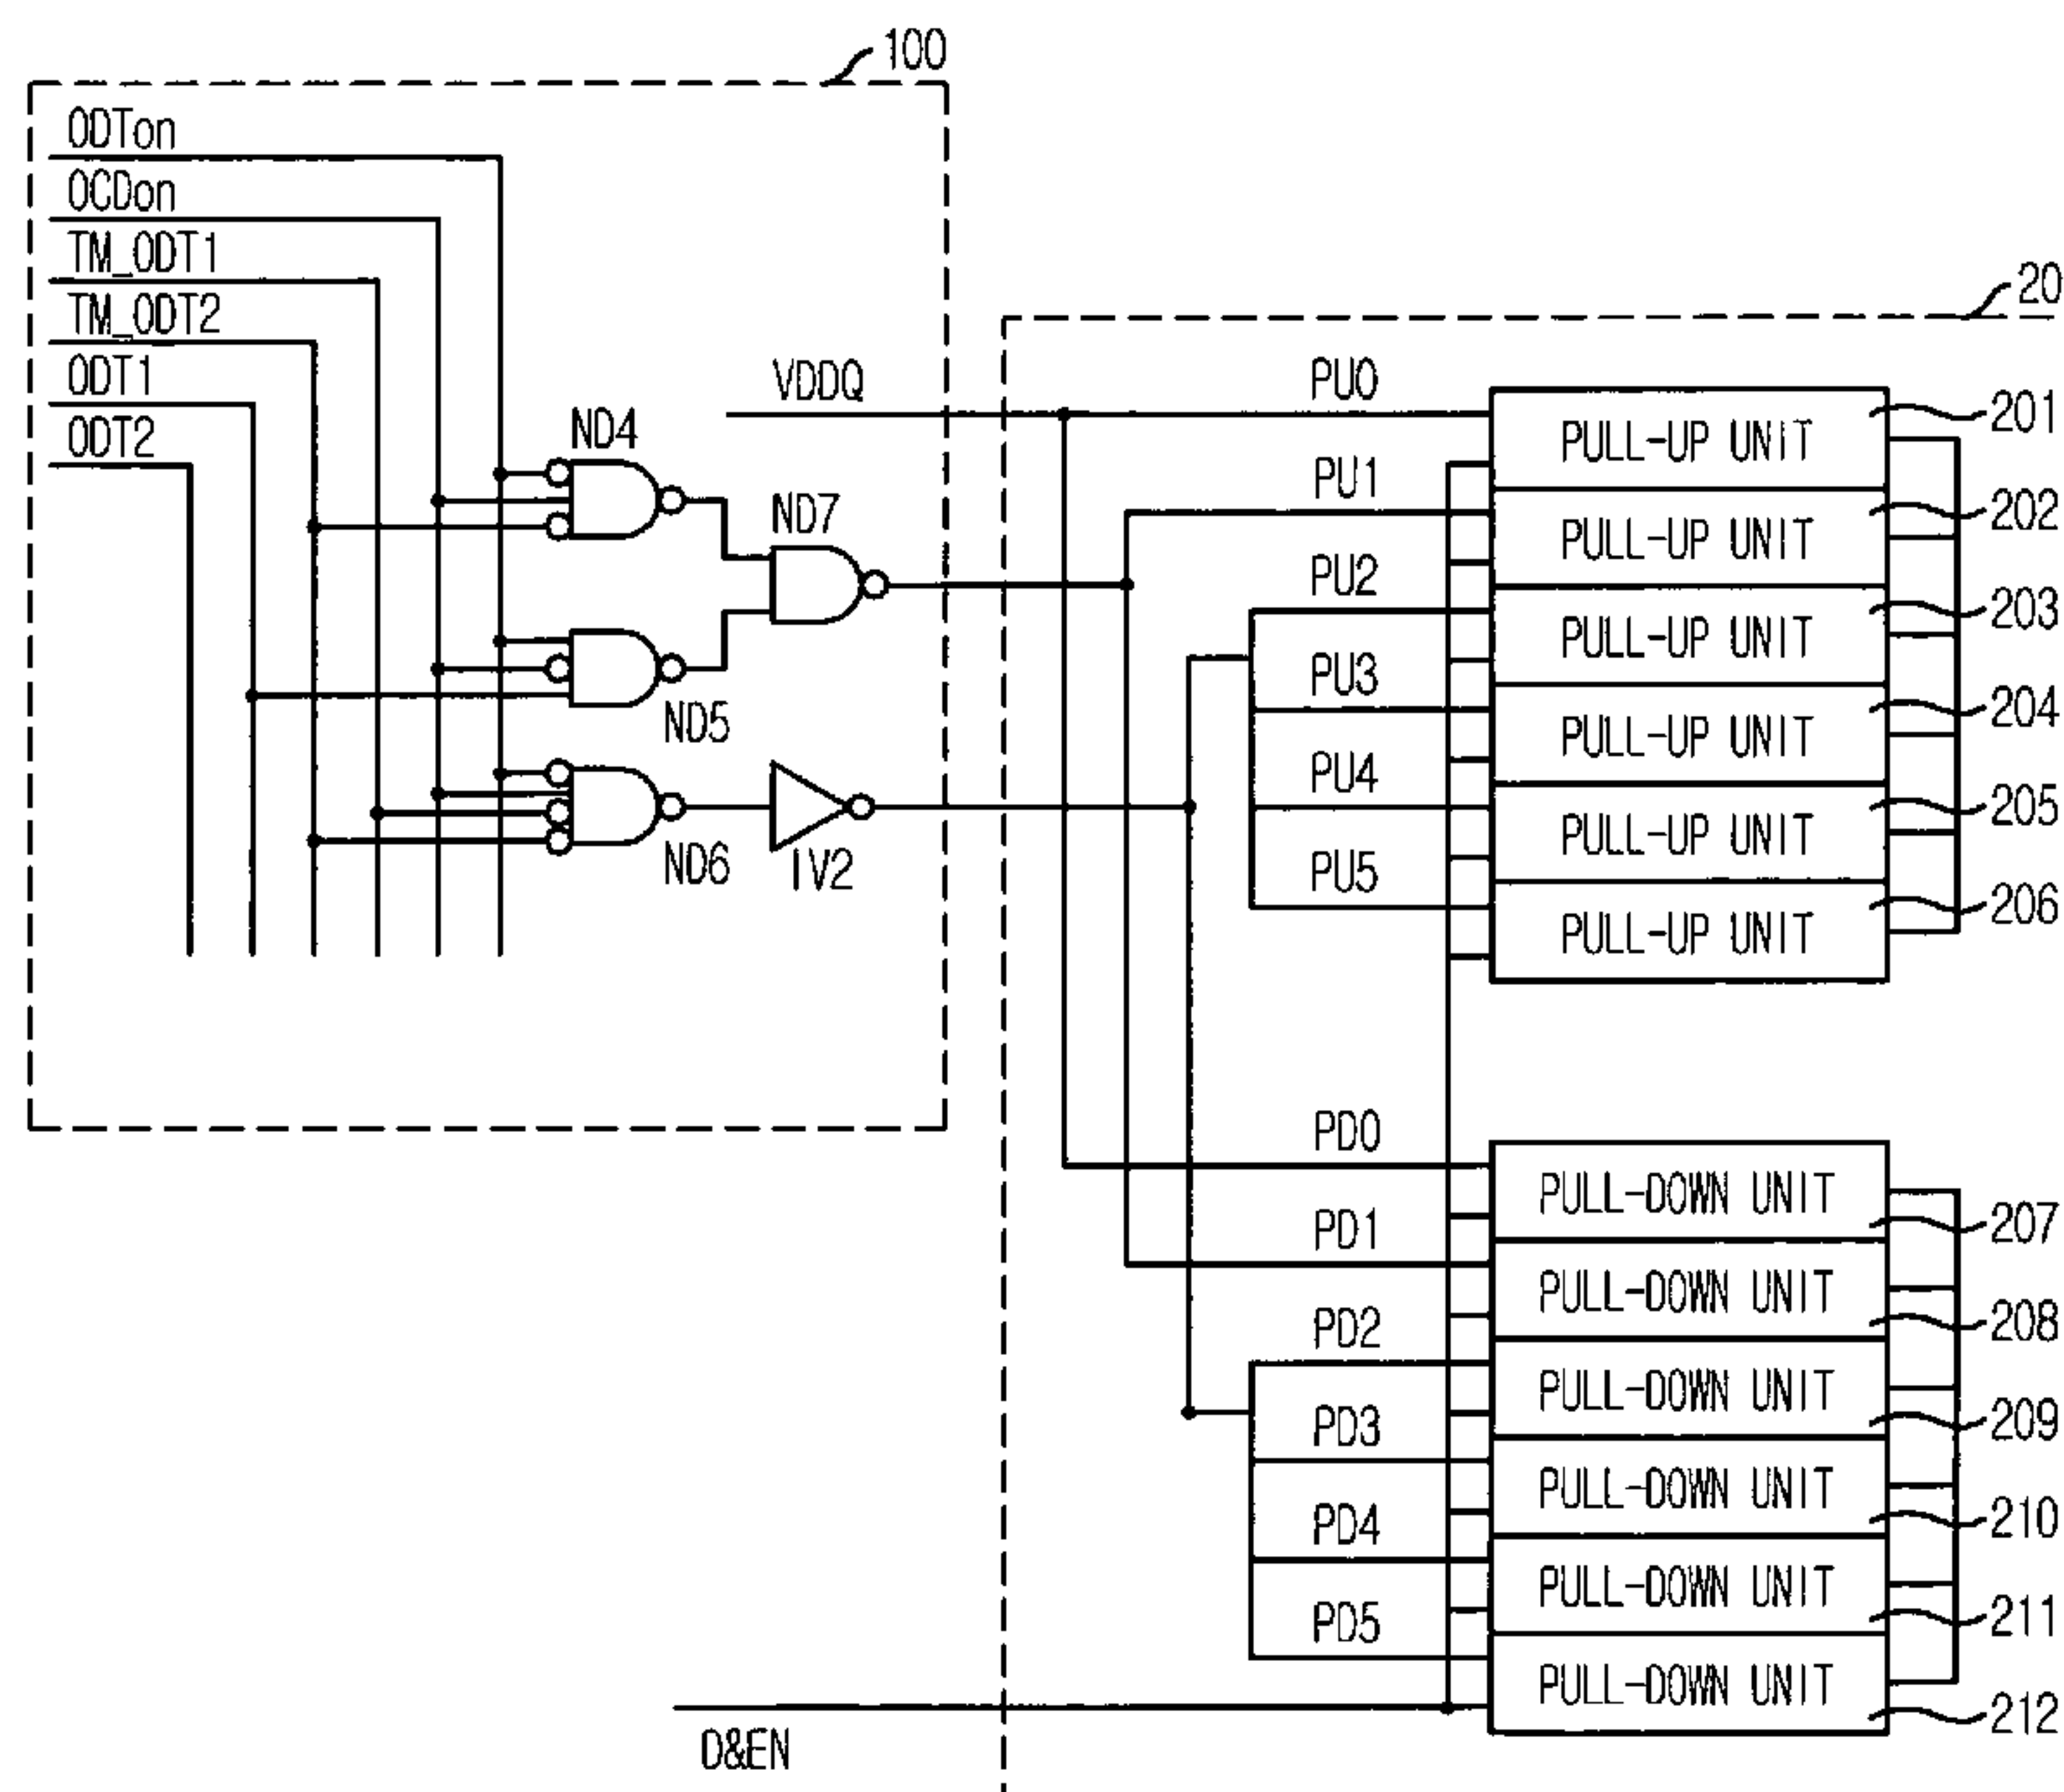 100
ODTon
OCDon
TM_ODT1
TM_ODT2
ODT1
ODT2
ND4
ND7
ND5
ND6
IV2
VDDQ
20
PU0
PU1
PU2
PU3
PU4
PU5
PULL-UP UNIT
PULL-UP UNIT
PULL-UP UNIT
PULL-UP UNIT
PULL-UP UNIT
PULL-UP UNIT
201
202
203
204
205
206
PD0
PD1
PD2
PD3
PD4
PD5
PULL-DOWN UNIT
PULL-DOWN UNIT
PULL-DOWN UNIT
PULL-DOWN UNIT
PULL-DOWN UNIT
PULL-DOWN UNIT
207
208
209
210
211
212
D&EN